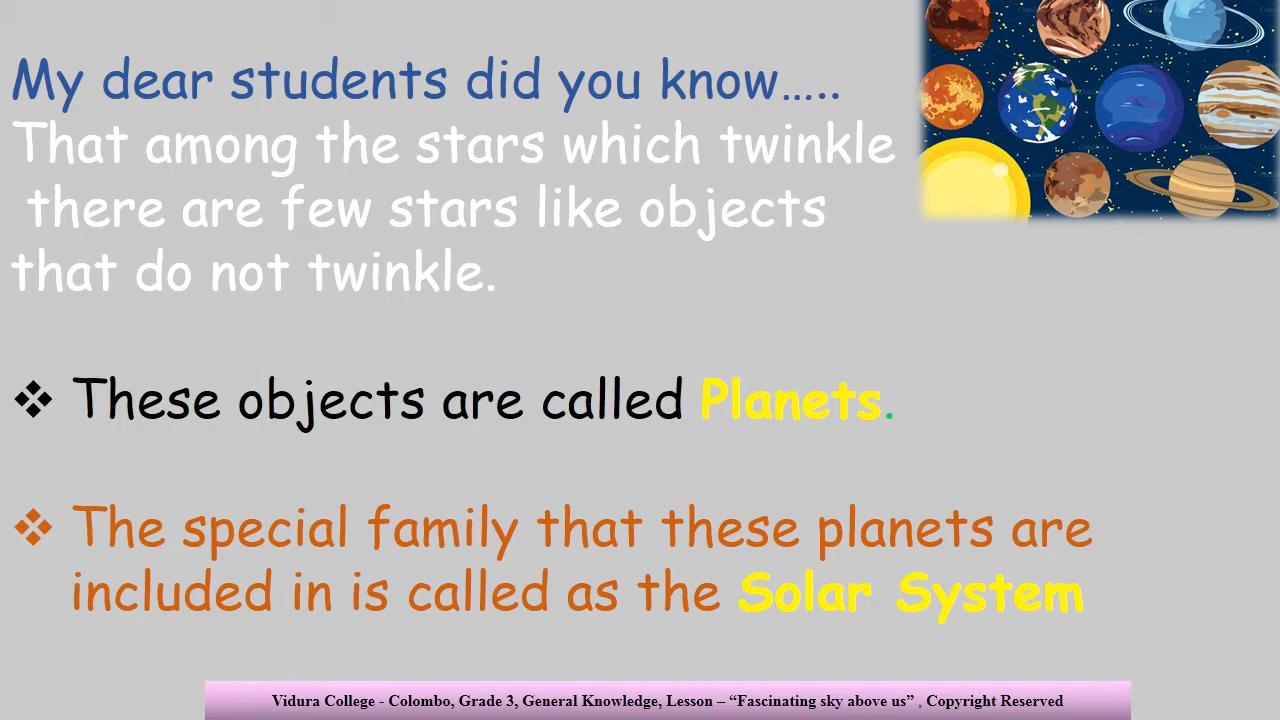 My dear students did you know…..
That among the stars which twinkle
there are few stars like objects
that do not twinkle.
❖ These objects are called Planets.
❖ The special family that these planets are
included in is called as the Solar System
Vidura College - Colombo, Grade 3, General Knowledge, Lesson – “Fascinating sky above us” , Copyright Reserved